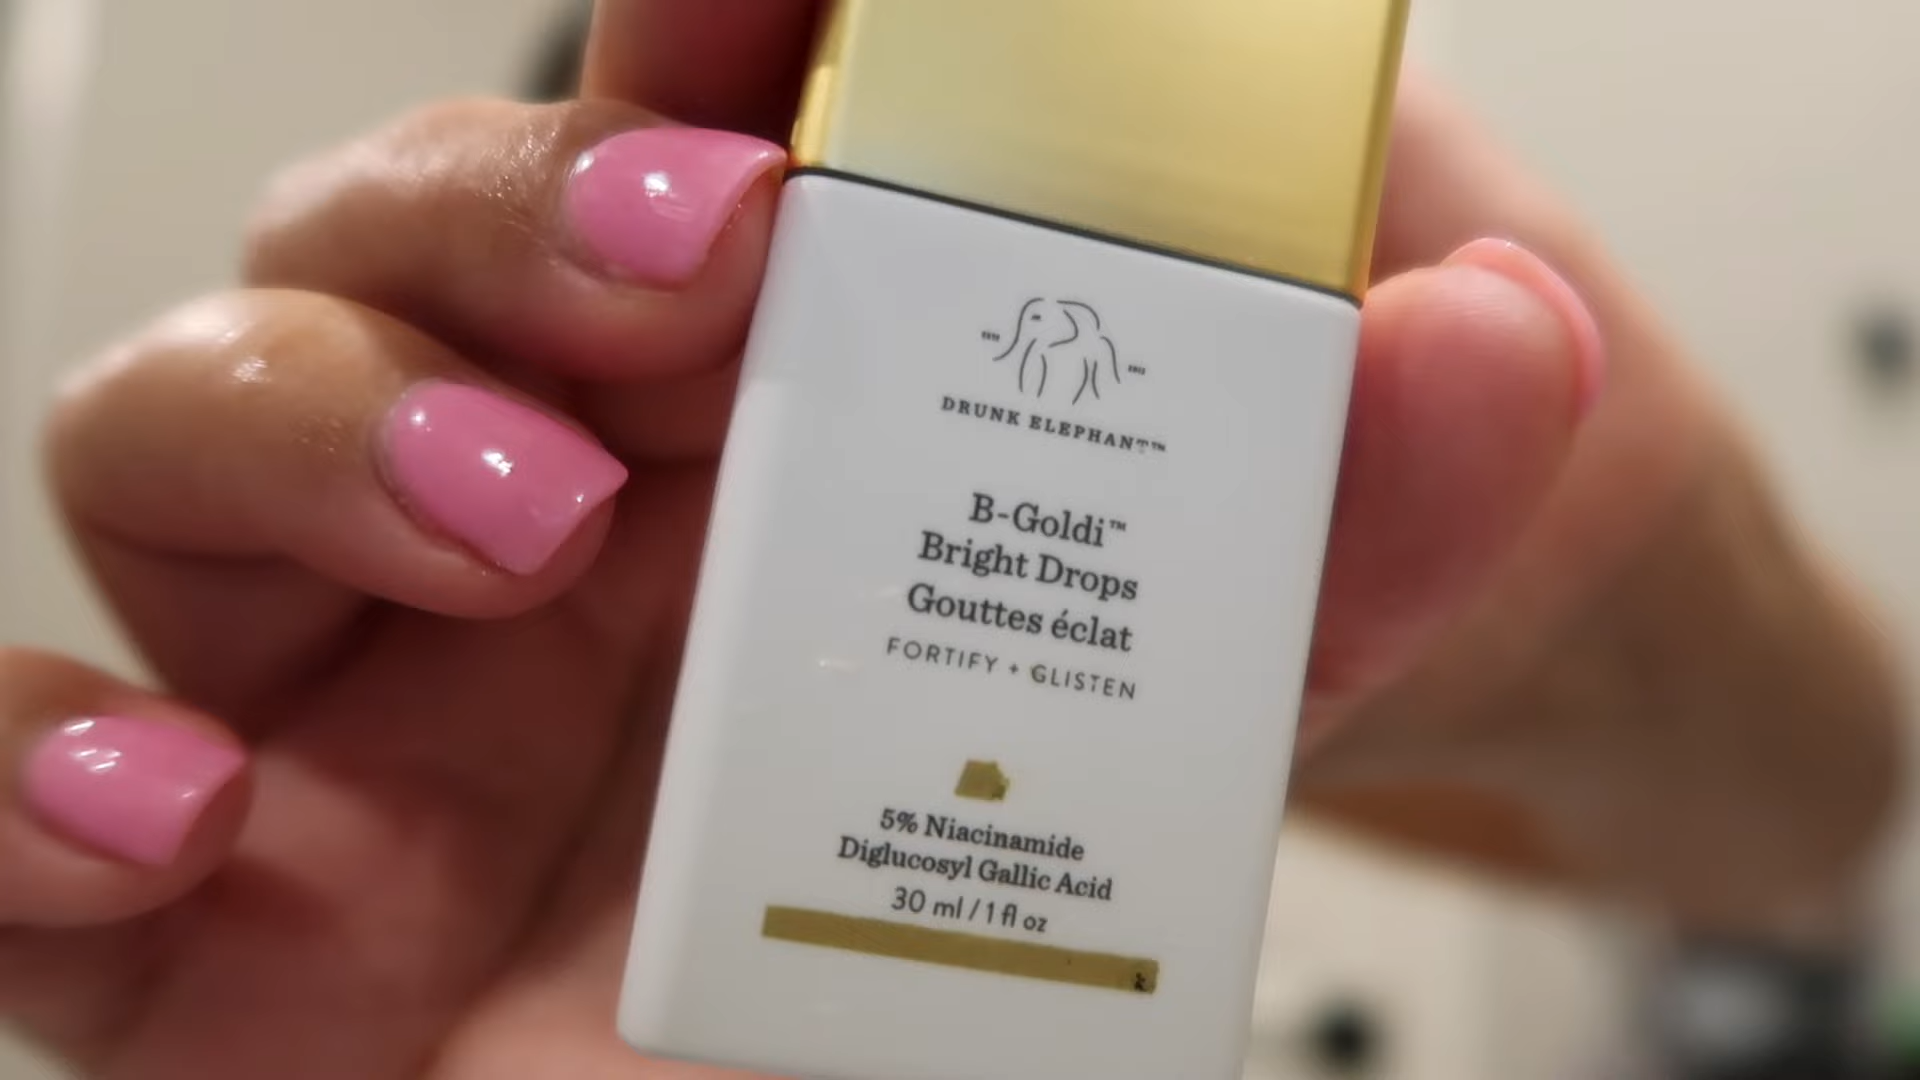 DRUNK ELEPHANT™
B-Goldi™
Bright Drops
Gouttes éclat
FORTIFY + GLISTEN
5% Niacinamide
Diglucosyl Gallic Acid
30 ml / 1 fl oz